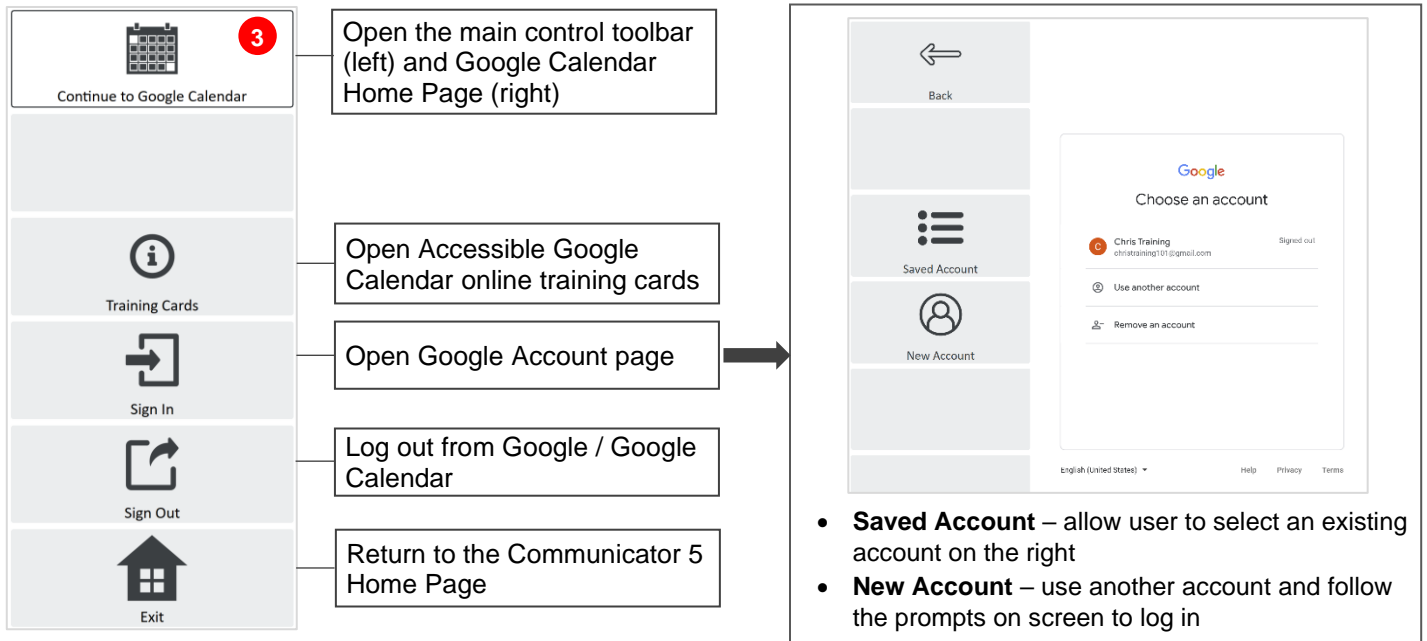 3
Continue to Google Calendar
Open the main control toolbar
(left) and Google Calendar
Home Page (right)
Training Cards
Open Accessible Google
Calendar online training cards
Sign In
Open Google Account page
Sign Out
Log out from Google / Google
Calendar
Exit
Return to the Communicator 5
Home Page
Back
Saved Account
New Account
Google
Choose an account
C
Chris Training
Signed out
christraining101@gmail.com
Use another account
Remove an account
English (United States)
Help Privacy Terms
• Saved Account – allow user to select an existing
account on the right
• New Account – use another account and follow
the prompts on screen to log in